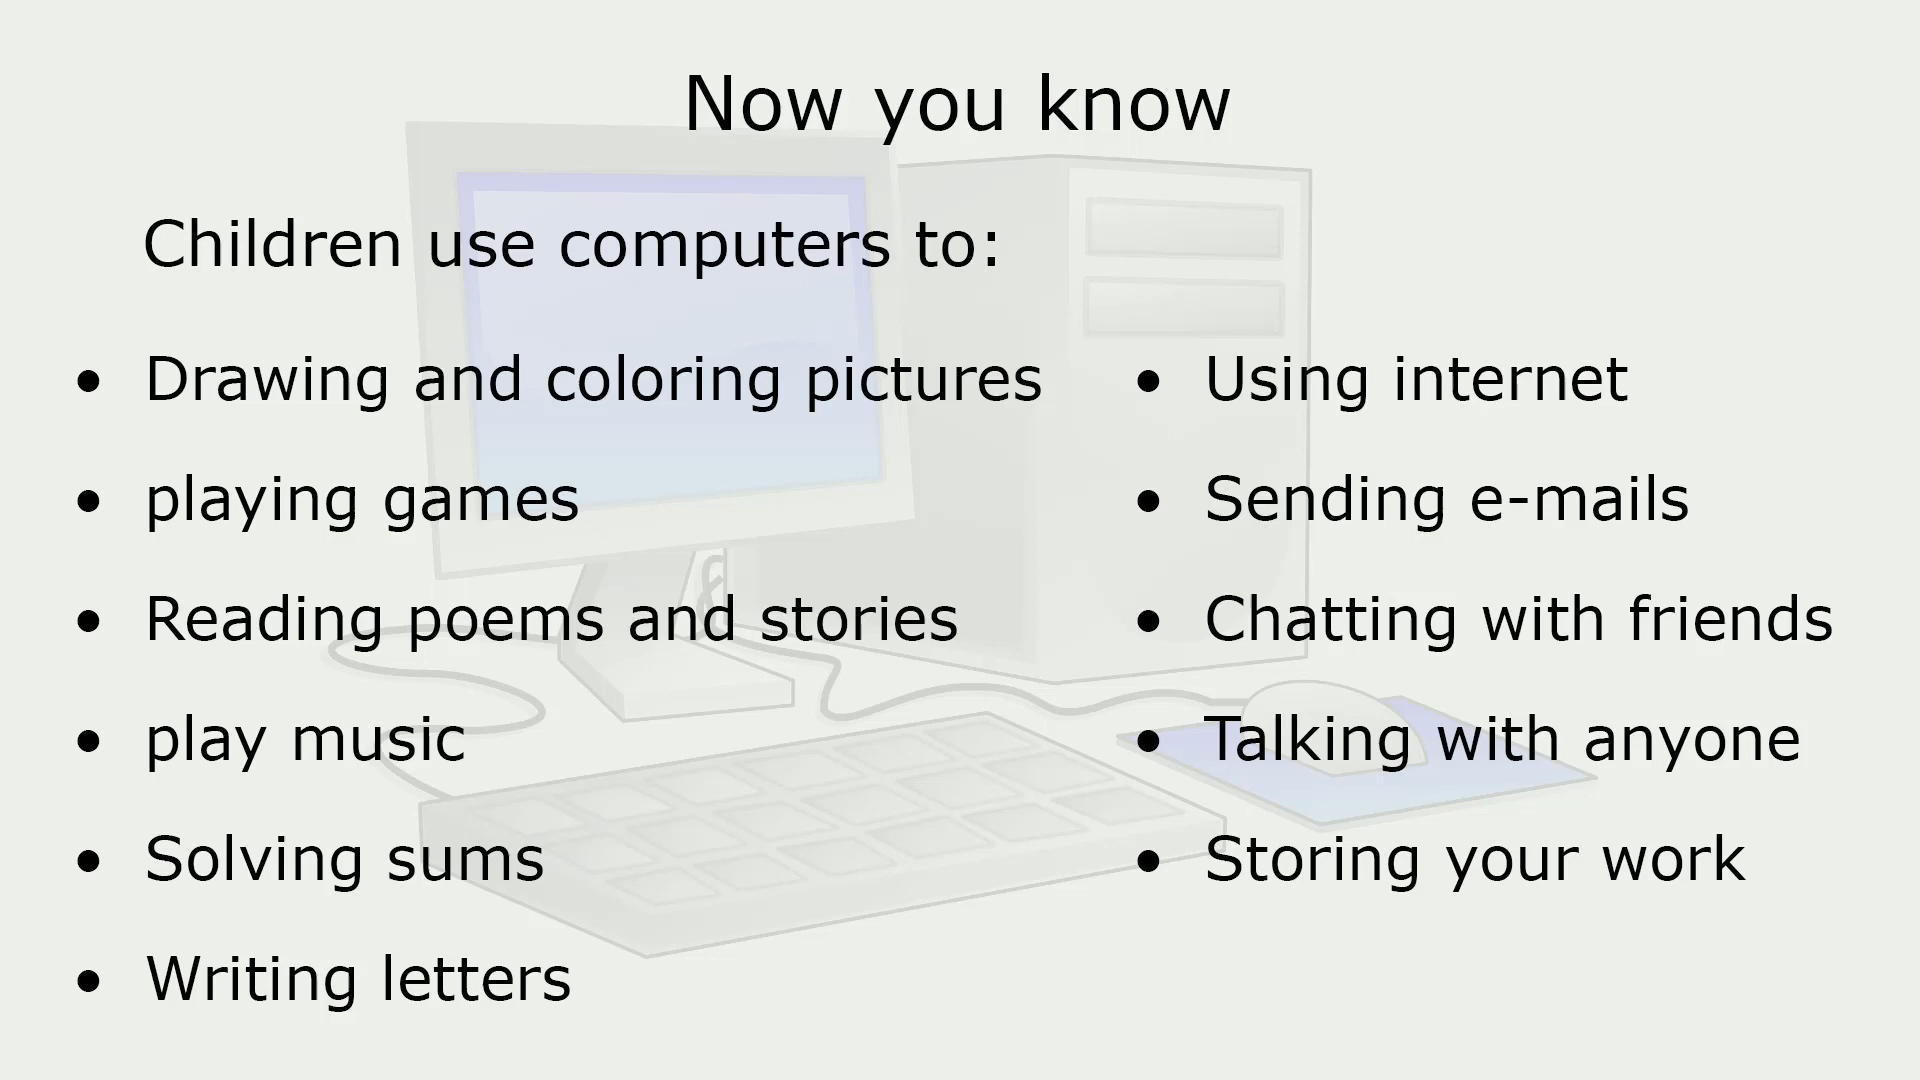 Now you know
Children use computers to:
• Drawing and coloring pictures
• playing games
• Reading poems and stories
• play music
• Solving sums
• Writing letters
• Using internet
• Sending e-mails
• Chatting with friends
• Talking with anyone
• Storing your work